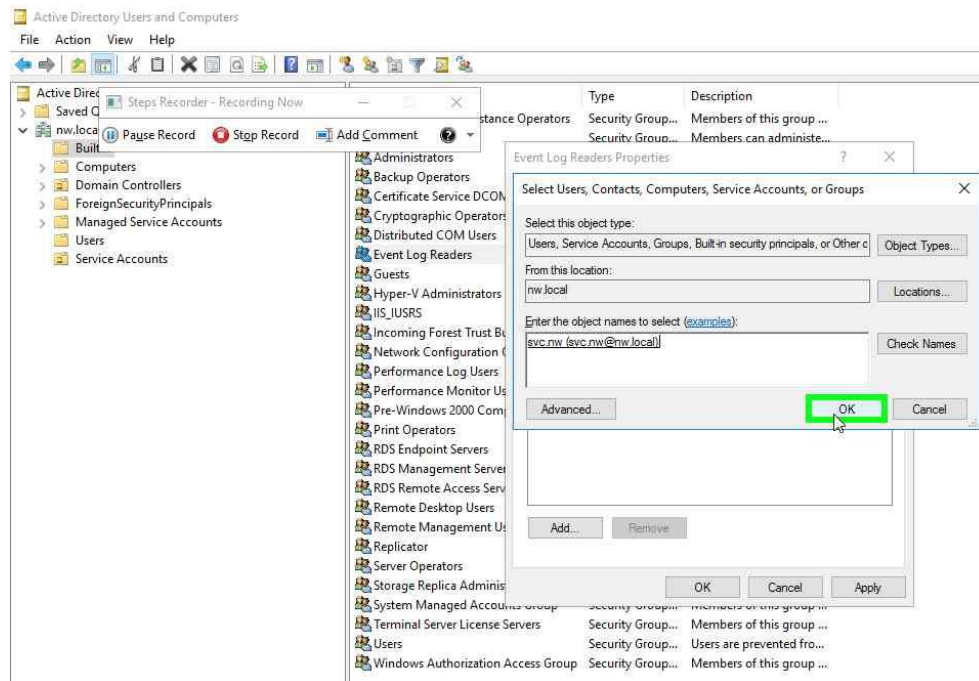 Active Directory Users and Computers
File Action View Help
Active Direc
Saved Q
nw.loca
Built
Computers
Domain Controllers
ForeignSecurityPrincipals
Managed Service Accounts
Users
Service Accounts
Steps Recorder - Recording Now
Pause Record Stop Record Add Comment
Type Description
stance Operators Security Group... Members of this group ...
Security Group... Members can administe...
Administrators
Backup Operators
Certificate Service DCOM
Cryptographic Operators
Distributed COM Users
Event Log Readers
Guests
Hyper-V Administrators
IIS_IUSRS
Incoming Forest Trust Bu
Network Configuration
Performance Log Users
Performance Monitor Us
Pre-Windows 2000 Com
Print Operators
RDS Endpoint Servers
RDS Management Server
RDS Remote Access Serv
Remote Desktop Users
Remote Management Us
Replicator
Server Operators
Storage Replica Adminis
System Managed Accounts Group Security Group... Members of this group ...
Terminal Server License Servers Security Group... Members of this group ...
Users Security Group... Users are prevented fro...
Windows Authorization Access Group Security Group... Members of this group ...
Event Log Readers Properties ?
Select Users, Contacts, Computers, Service Accounts, or Groups
Select this object type:
Users, Service Accounts, Groups, Built-in security principals, or Other o Object Types...
From this location:
nw.local Locations...
Enter the object names to select (examples):
svc.nw (svc.nw@nw.local) Check Names
Advanced... OK Cancel
Add... Remove
OK Cancel Apply